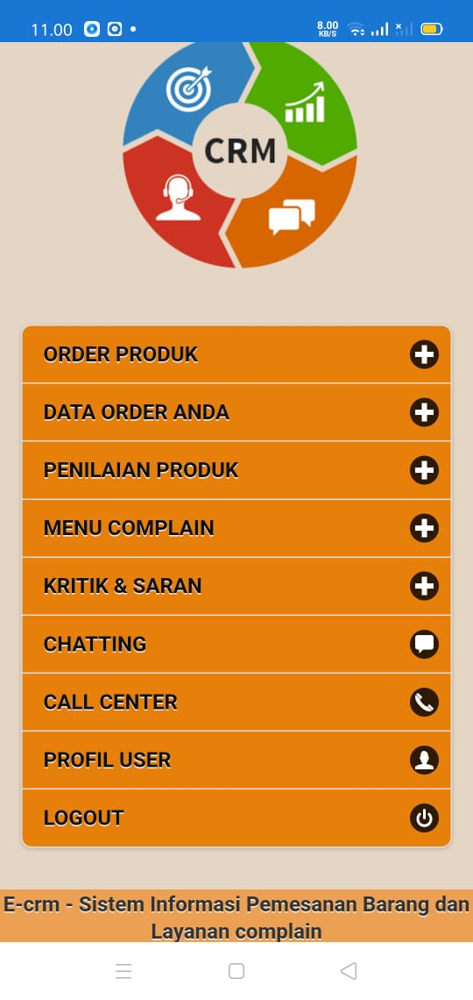 11.00
8.00
KB/S
CRM
ORDER PRODUK
DATA ORDER ANDA
PENILAIAN PRODUK
MENU COMPLAIN
KRITIK & SARAN
CHATTING
CALL CENTER
PROFIL USER
LOGOUT
E-crm - Sistem Informasi Pemesanan Barang dan
Layanan complain